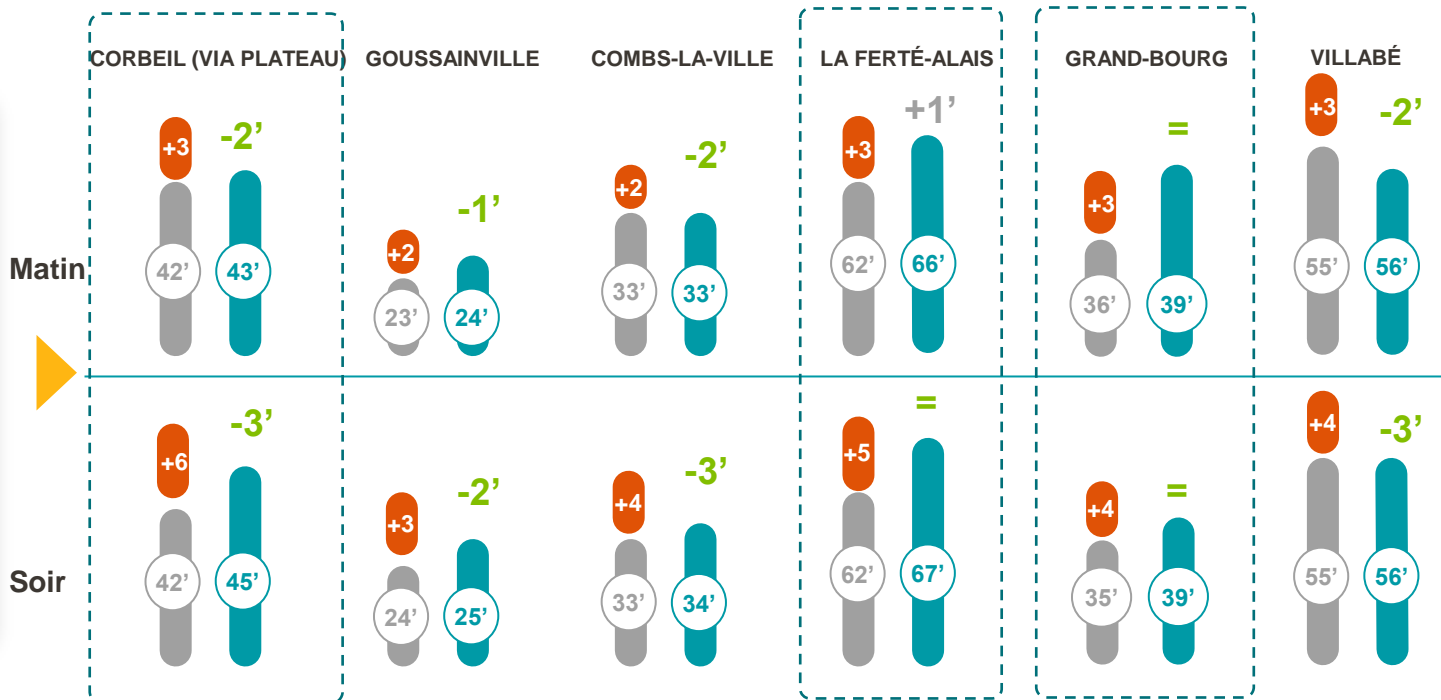 CORBEIL (VIA PLATEAU) GOUSSAINVILLE COMBS-LA-VILLE LA FERTÉ-ALAIS GRAND-BOURG VILLABÉ
Matin
+3 -2’ 42’ 43’
+2 -1’ 23’ 24’
+2 -2’ 33’ 33’
+3 +1’ 62’ 66’
+3 = 36’ 39’
+3 -2’ 55’ 56’
Soir
+6 -3’ 42’ 45’
+3 -2’ 24’ 25’
+4 -3’ 33’ 34’
+5 = 62’ 67’
+4 = 35’ 39’
+4 -3’ 55’ 56’